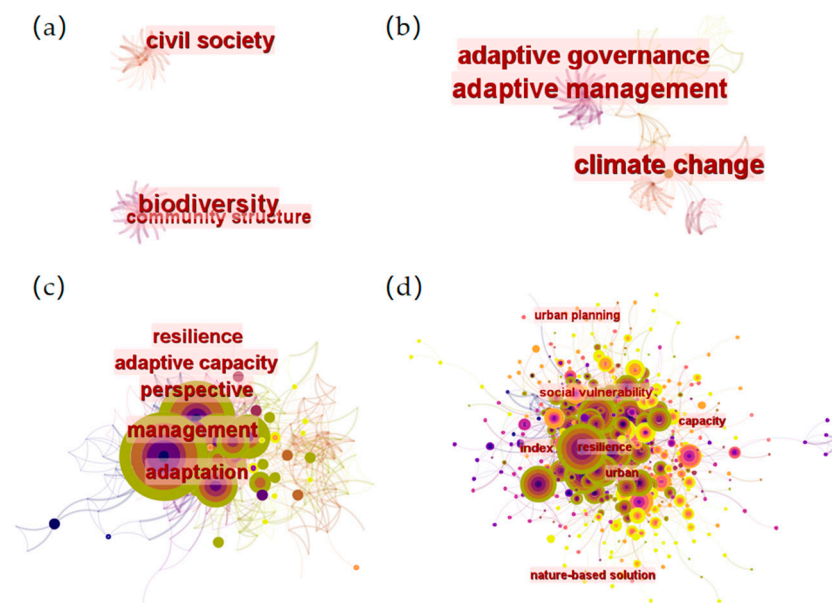 (a)
civil society
biodiversity
community structure
(b)
adaptive governance
adaptive management
climate change
(c)
resilience
adaptive capacity
perspective
management
adaptation
(d)
urban planning
social vulnerability
capacity
index
resilience
urban
nature-based solution